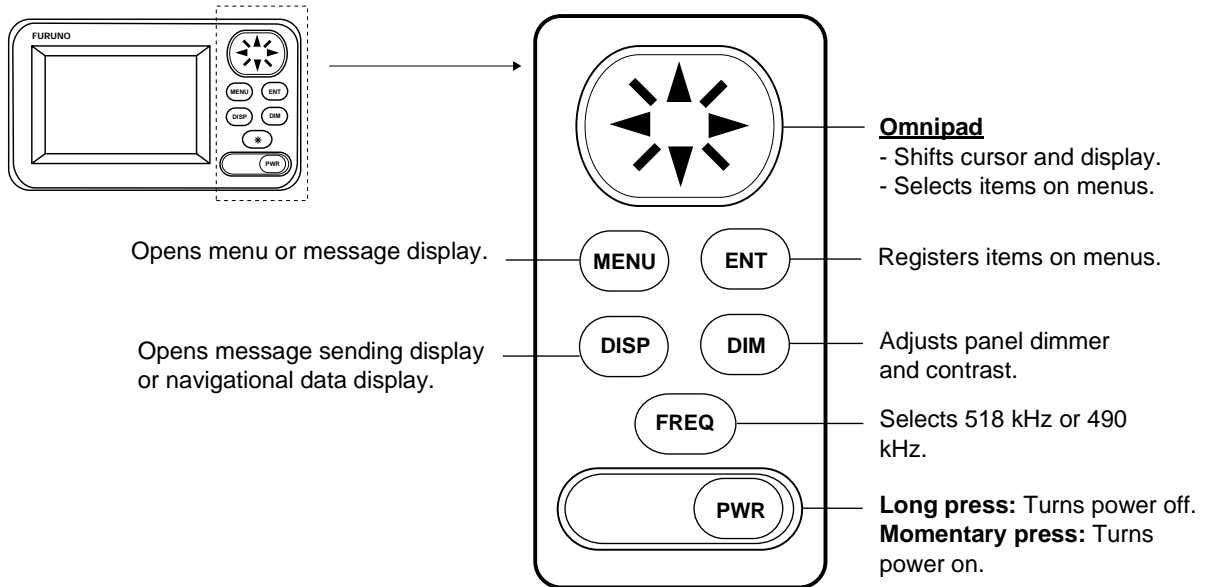 FURUNO
MENU
ENT
DISP
DIM
PWR
Omnipad
- Shifts cursor and display.
- Selects items on menus.
Opens menu or message display.
MENU
ENT
Registers items on menus.
Opens message sending display
or navigational data display.
DISP
DIM
Adjusts panel dimmer
and contrast.
FREQ
Selects 518 kHz or 490
kHz.
PWR
Long press: Turns power off.
Momentary press: Turns
power on.